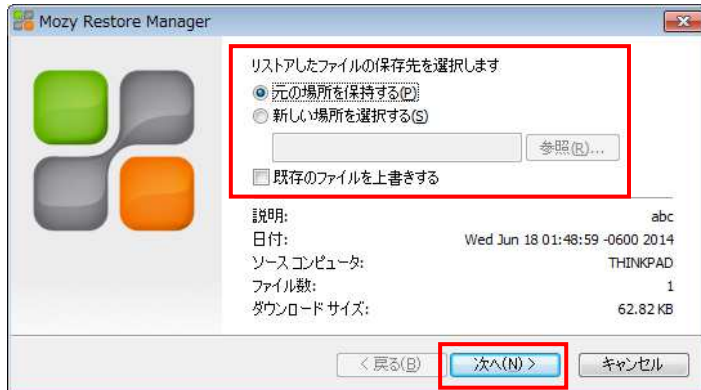 Mozy Restore Manager
リストアしたファイルの保存先を選択します
元の場所を保持する(P)
新しい場所を選択する(S)
参照(R)...
既存のファイルを上書きする
説明: abc
日付: Wed Jun 18 01:48:59 -0600 2014
ソース コンピュータ: THINKPAD
ファイル数: 1
ダウンロード サイズ: 62.82 KB
< 戻る(B) 次へ(N) > キャンセル